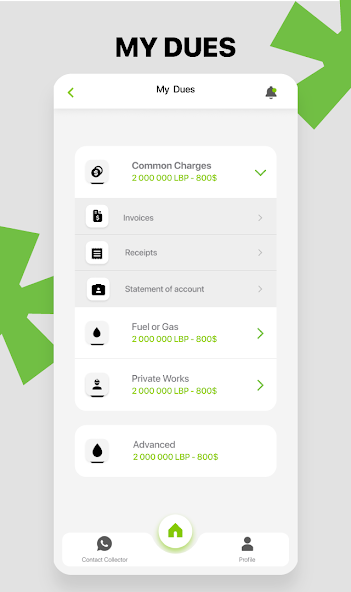 MY DUES
My Dues
Common Charges
2 000 000 LBP - 800$
Invoices
Receipts
Statement of account
Fuel or Gas
2 000 000 LBP - 800$
Private Works
2 000 000 LBP - 800$
Advanced
2 000 000 LBP - 800$
Contact Collector
Profile